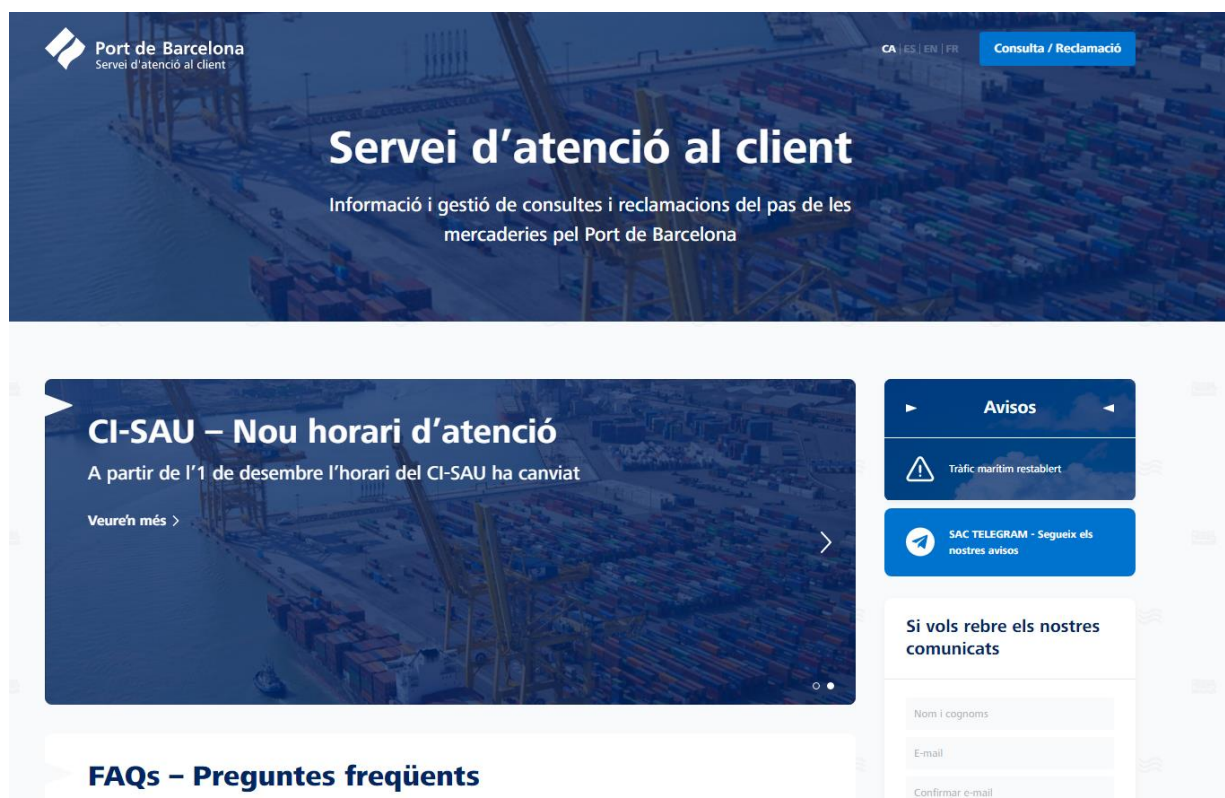 Port de Barcelona
Servei d'atenció al client
CA | ES | EN | FR
Consulta / Reclamació
Servei d'atenció al client
Informació i gestió de consultes i reclamacions del pas de les
mercaderies pel Port de Barcelona
CI-SAU – Nou horari d'atenció
A partir de l'1 de desembre l'horari del CI-SAU ha canviat
Veure'n més >
Avisos
Tràfic marítim restablert
SAC TELEGRAM - Segueix els
nostres avisos
Si vols rebre els nostres
comunicats
Nom i cognoms
E-mail
Confirmar e-mail
FAQs – Preguntes freqüents